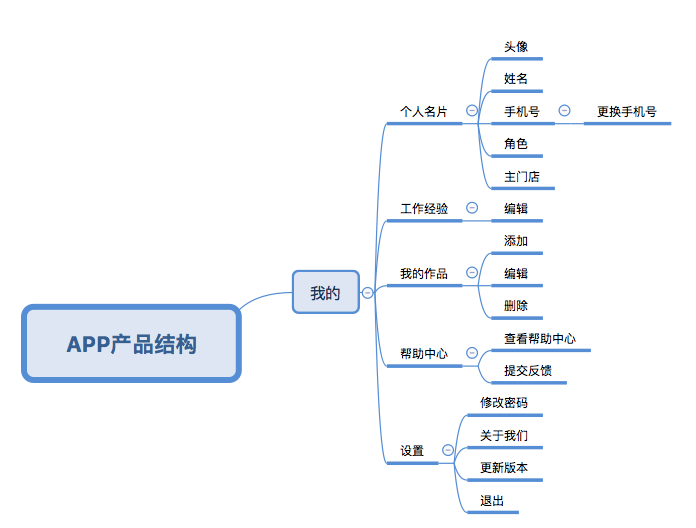 APP产品结构
我的
个人名片
头像
姓名
手机号
更换手机号
角色
主门店
工作经验
编辑
我的作品
添加
编辑
删除
帮助中心
查看帮助中心
提交反馈
设置
修改密码
关于我们
更新版本
退出